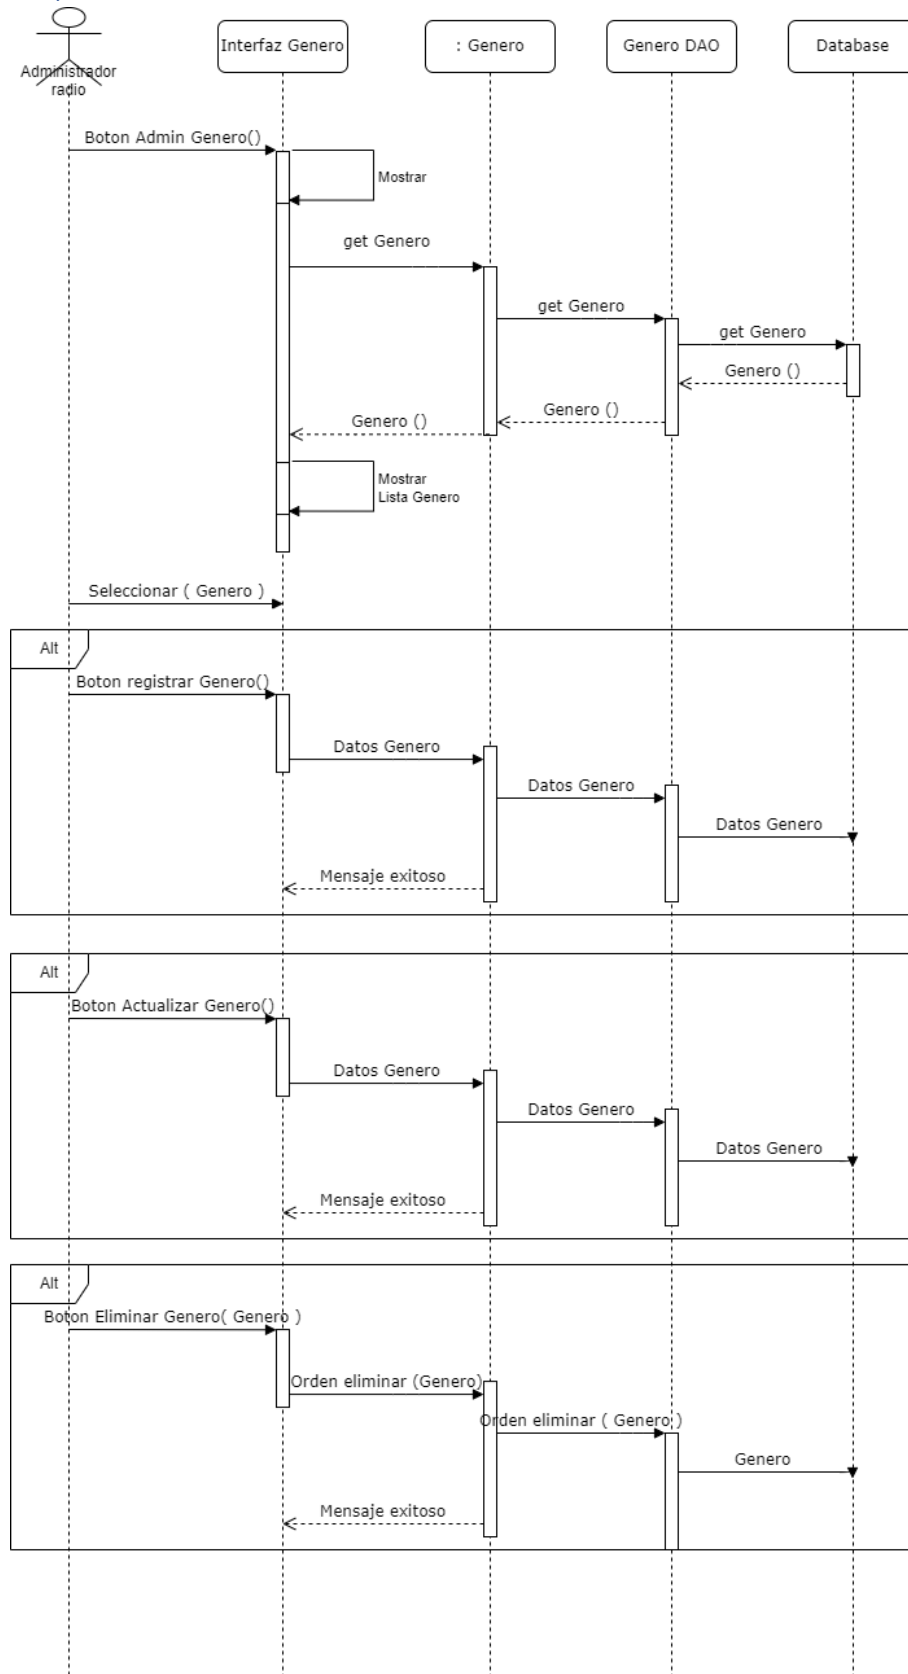 Interfaz Genero
: Genero
Genero DAO
Database
Administrador
radio
Boton Admin Genero()
Mostrar
get Genero
get Genero
get Genero
Genero ()
Genero ()
Genero ()
Mostrar
Lista Genero
Seleccionar ( Genero )
Alt
Boton registrar Genero()
Datos Genero
Datos Genero
Datos Genero
Mensaje exitoso
Alt
Boton Actualizar Genero()
Datos Genero
Datos Genero
Datos Genero
Mensaje exitoso
Alt
Boton Eliminar Genero( Genero )
Orden eliminar (Genero)
Orden eliminar ( Genero )
Genero
Mensaje exitoso